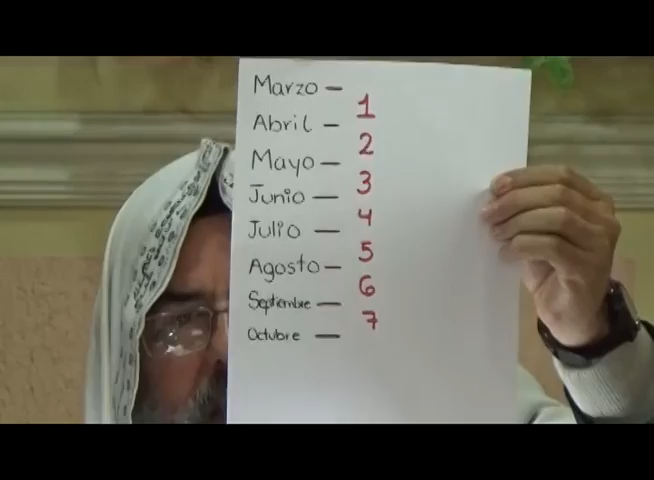 Marzo —
1
Abril —
2
Mayo —
3
Junio —
4
Julio —
5
Agosto —
6
Septiembre —
7
Octubre —